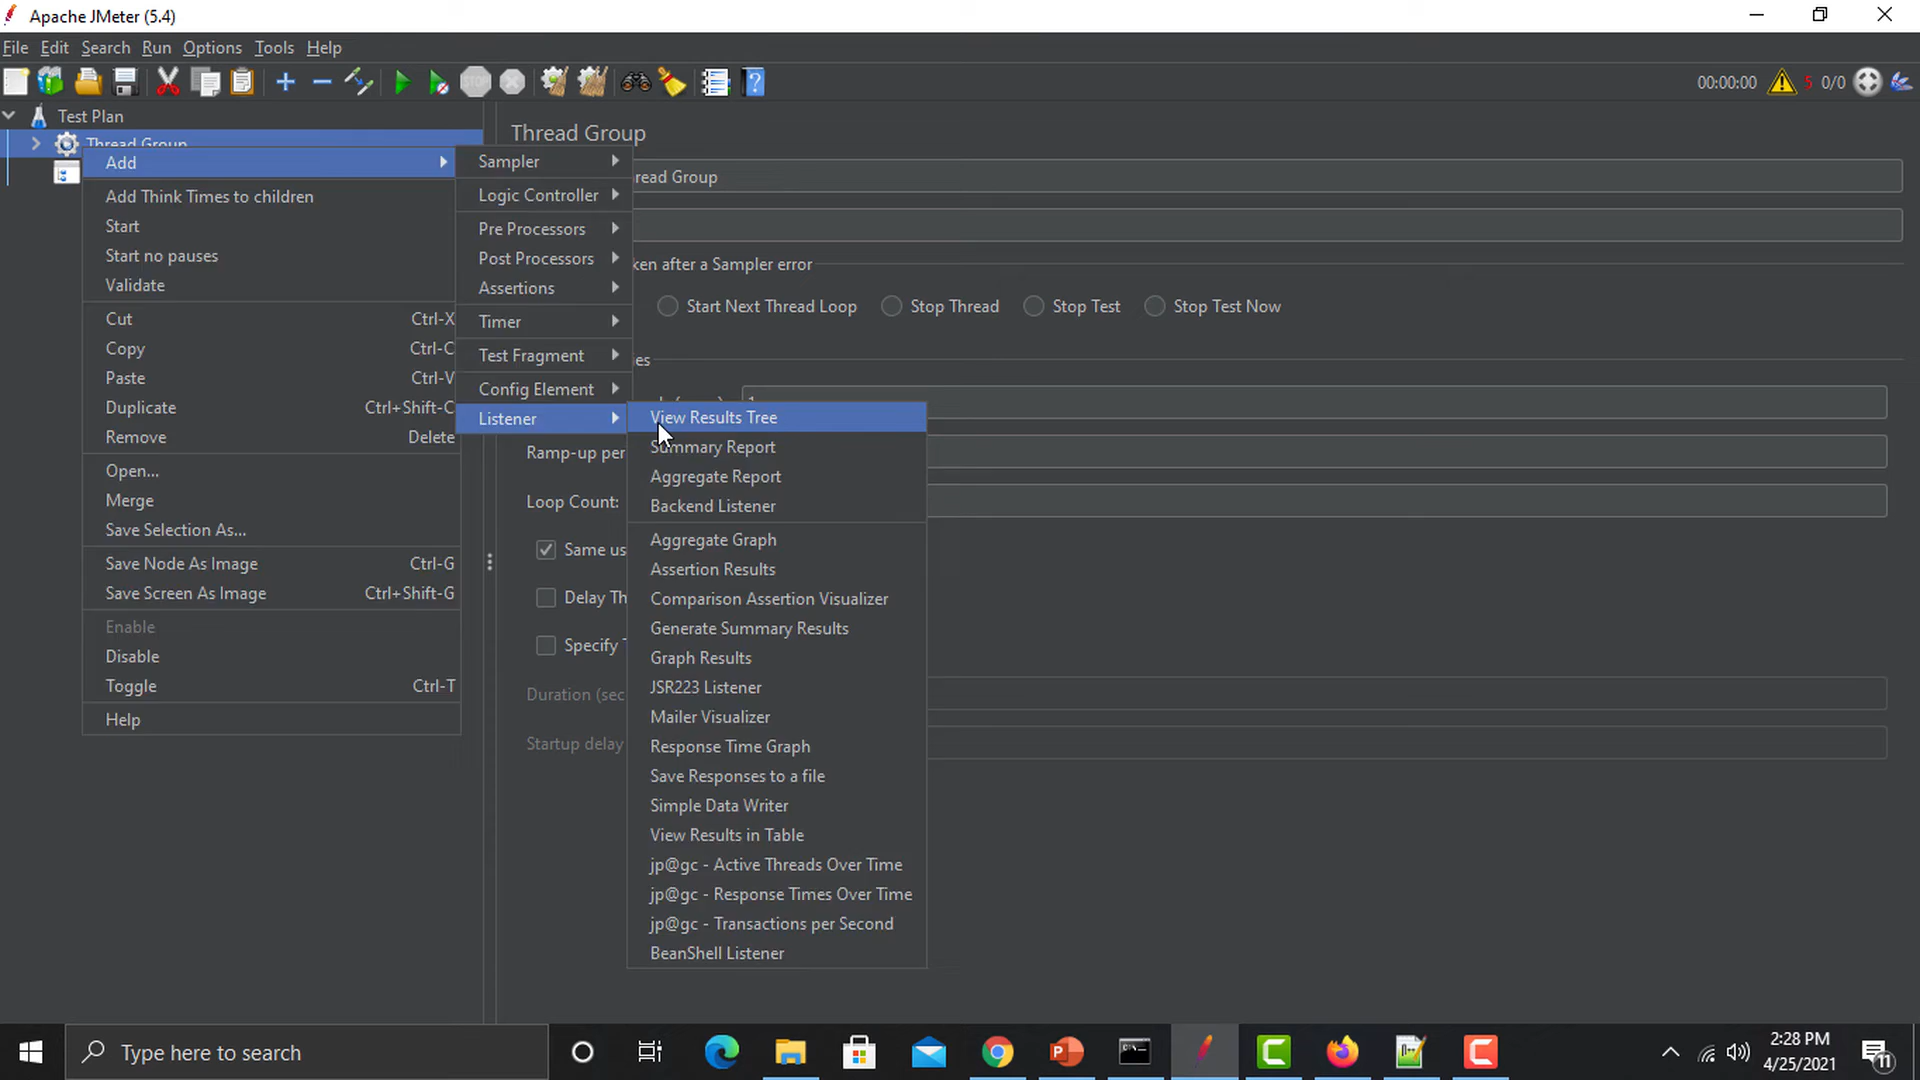 Apache JMeter (5.4)
File Edit Search Run Options Tools Help
00:00:00 5 0/0
Test Plan
Thread Group
Add
Add Think Times to children
Start
Start no pauses
Validate
Cut Ctrl-X
Copy Ctrl-C
Paste Ctrl-V
Duplicate Ctrl+Shift-C
Remove Delete
Open...
Merge
Save Selection As...
Save Node As Image Ctrl-G
Save Screen As Image Ctrl+Shift-G
Enable
Disable
Toggle Ctrl-T
Help
Sampler
Logic Controller
Pre Processors
Post Processors
Assertions
Timer
Test Fragment
Config Element
Listener
View Results Tree
Summary Report
Aggregate Report
Backend Listener
Aggregate Graph
Assertion Results
Comparison Assertion Visualizer
Generate Summary Results
Graph Results
JSR223 Listener
Mailer Visualizer
Response Time Graph
Save Responses to a file
Simple Data Writer
View Results in Table
jp@gc - Active Threads Over Time
jp@gc - Response Times Over Time
jp@gc - Transactions per Second
BeanShell Listener
Thread Group
read Group
ken after a Sampler error
Start Next Thread Loop Stop Thread Stop Test Stop Test Now
es
Ramp-up per
Loop Count:
Same us
Delay Th
Specify
Duration (sec
Startup delay
Type here to search
2:28 PM
4/25/2021
11